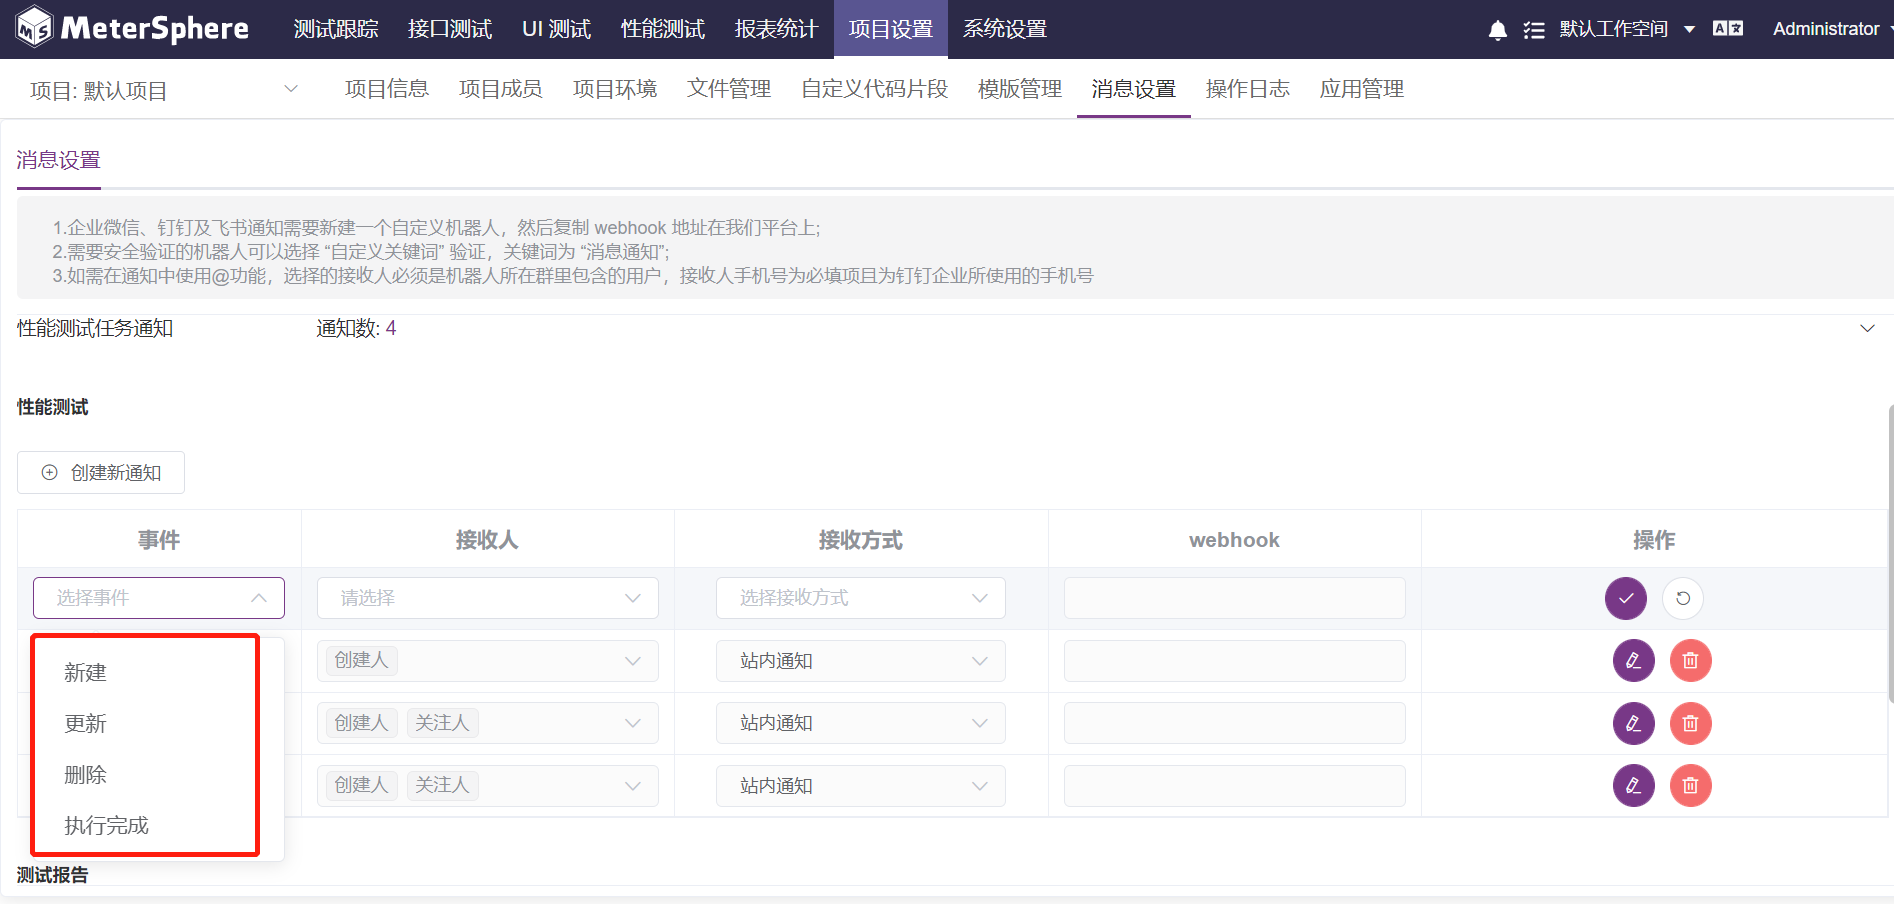 MeterSphere 测试跟踪 接口测试 UI 测试 性能测试 报表统计 项目设置 系统设置 默认工作空间 Administrator
项目: 默认项目 项目信息 项目成员 项目环境 文件管理 自定义代码片段 模版管理 消息设置 操作日志 应用管理
消息设置
1.企业微信、钉钉及飞书通知需要新建一个自定义机器人，然后复制 webhook 地址在我们平台上;
2.需要安全验证的机器人可以选择 “自定义关键词” 验证，关键词为 “消息通知”;
3.如需在通知中使用@功能，选择的接收人必须是机器人所在群里包含的用户，接收人手机号为必填项目为钉钉企业所使用的手机号
性能测试任务通知 通知数: 4
性能测试
创建新通知
事件 接收人 接收方式 webhook 操作
选择事件 请选择 选择接收方式
新建 创建人 站内通知
更新 创建人 关注人 站内通知
删除 创建人 关注人 站内通知
执行完成
测试报告